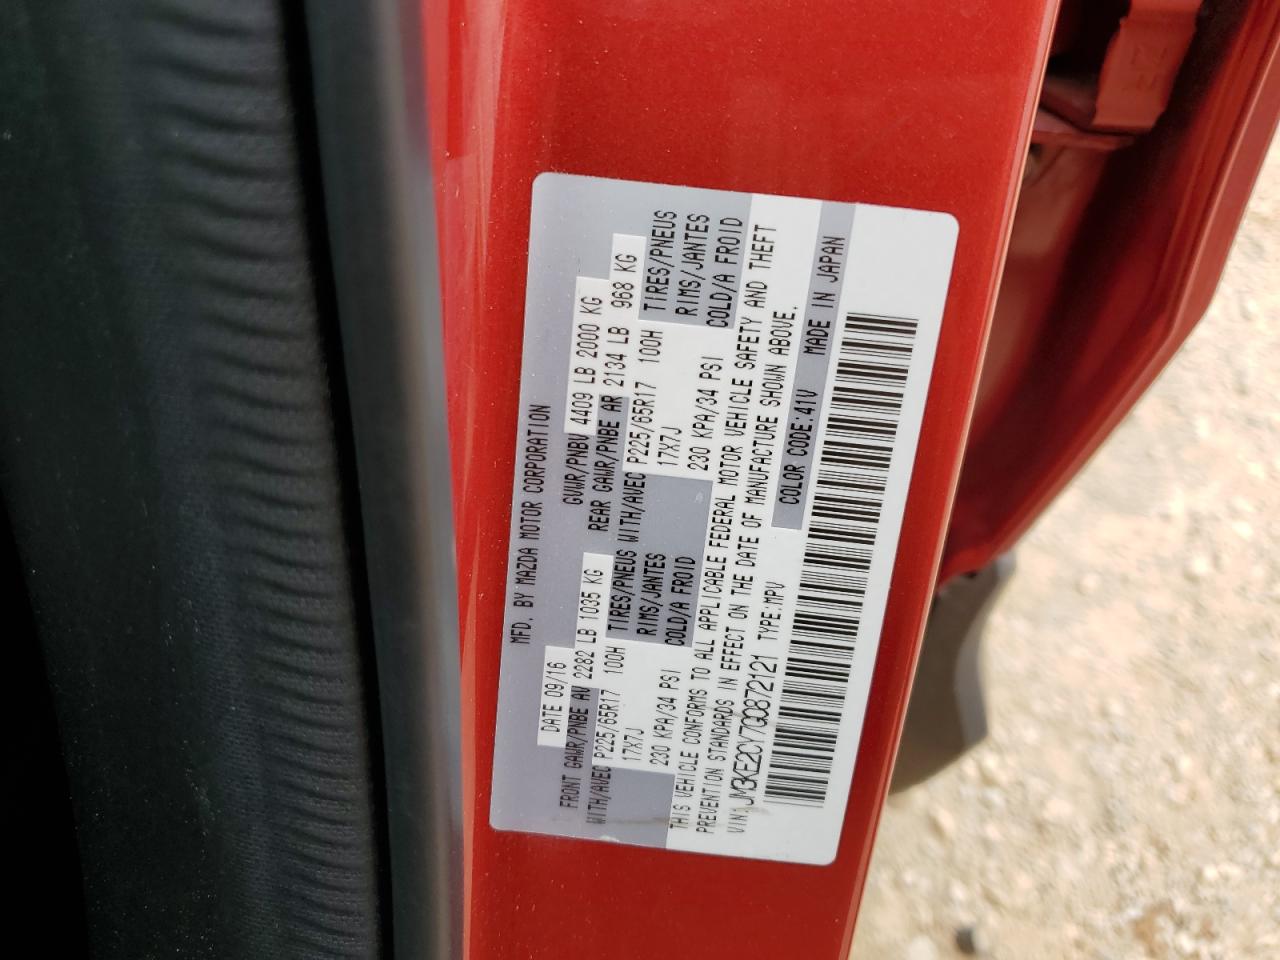 MFD. BY MAZDA MOTOR CORPORATION
DATE 09/16 GVWR/PNBV 4409 LB 2000 KG
FRONT GAWR/PNBE AV 2282 LB 1035 KG REAR GAWR/PNBE AR 2134 LB 968 KG
WITH/AVEC P225/65R17 100H TIRES/PNEUS WITH/AVEC P225/65R17 100H TIRES/PNEUS
17X7J RIMS/JANTES 17X7J RIMS/JANTES
230 KPA/34 PSI COLD/A FROID 230 KPA/34 PSI COLD/A FROID
THIS VEHICLE CONFORMS TO ALL APPLICABLE FEDERAL MOTOR VEHICLE SAFETY AND THEFT
PREVENTION STANDARDS IN EFFECT ON THE DATE OF MANUFACTURE SHOWN ABOVE.
VIN:JM3KE2CY7G0872121 TYPE:MPV COLOR CODE:41V MADE IN JAPAN